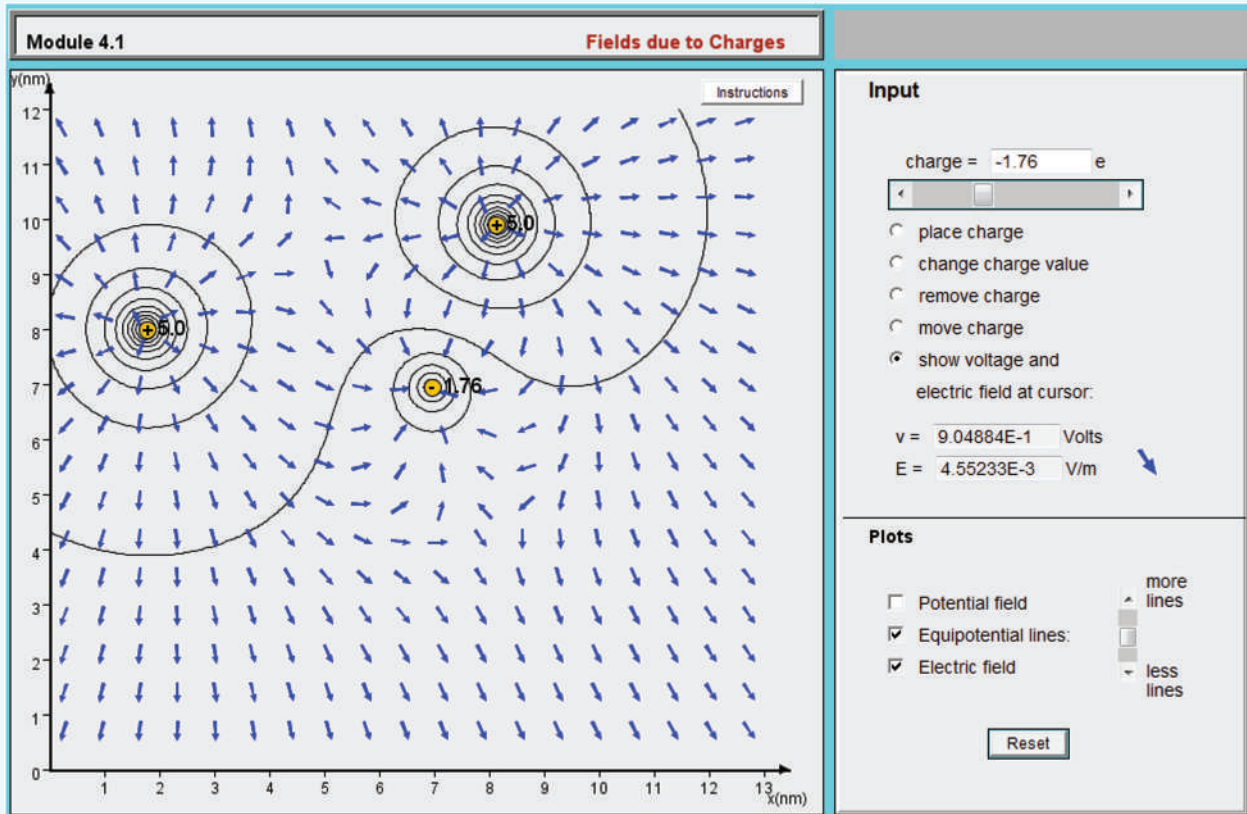 Module 4.1
Fields due to Charges
y(nm)
Instructions
12
11
10
9
8
7
6
5
4
3
2
1
0
+ 5.0
+ 5.0
- 1.76
1 2 3 4 5 6 7 8 9 10 11 12 13
x(nm)
Input
charge = -1.76 e
place charge
change charge value
remove charge
move charge
show voltage and
electric field at cursor:
v = 9.04884E-1 Volts
E = 4.55233E-3 V/m
Plots
Potential field
Equipotential lines:
Electric field
more
lines
less
lines
Reset